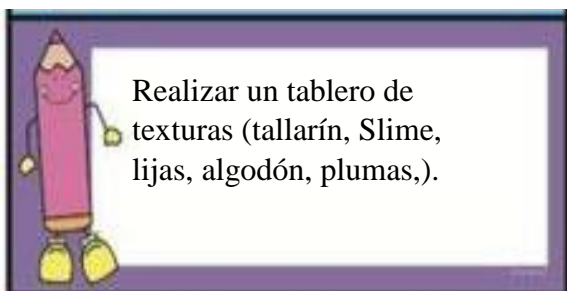 Realizar un tablero de
texturas (tallarín, Slime,
lijas, algodón, plumas,).